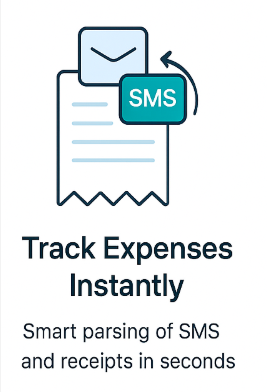 SMS
Track Expenses
Instantly
Smart parsing of SMS
and receipts in seconds